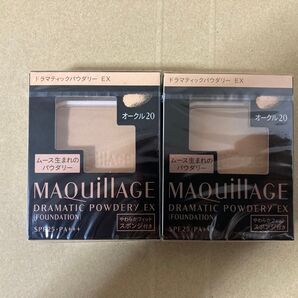 ドラマティックパウダリー EX
オークル20
ムース生まれの
パウダリー
MAQuillAGE
DRAMATIC POWDERY EX
(FOUNDATION)
SPF25・PA+++
やわらかフィット
スポンジ付き
ドラマティックパウダリー EX
オークル20
ムース生まれの
パウダリー
MAQuillAGE
DRAMATIC POWDERY EX
(FOUNDATION)
SPF25・PA+++
やわらかフィット
スポンジ付き